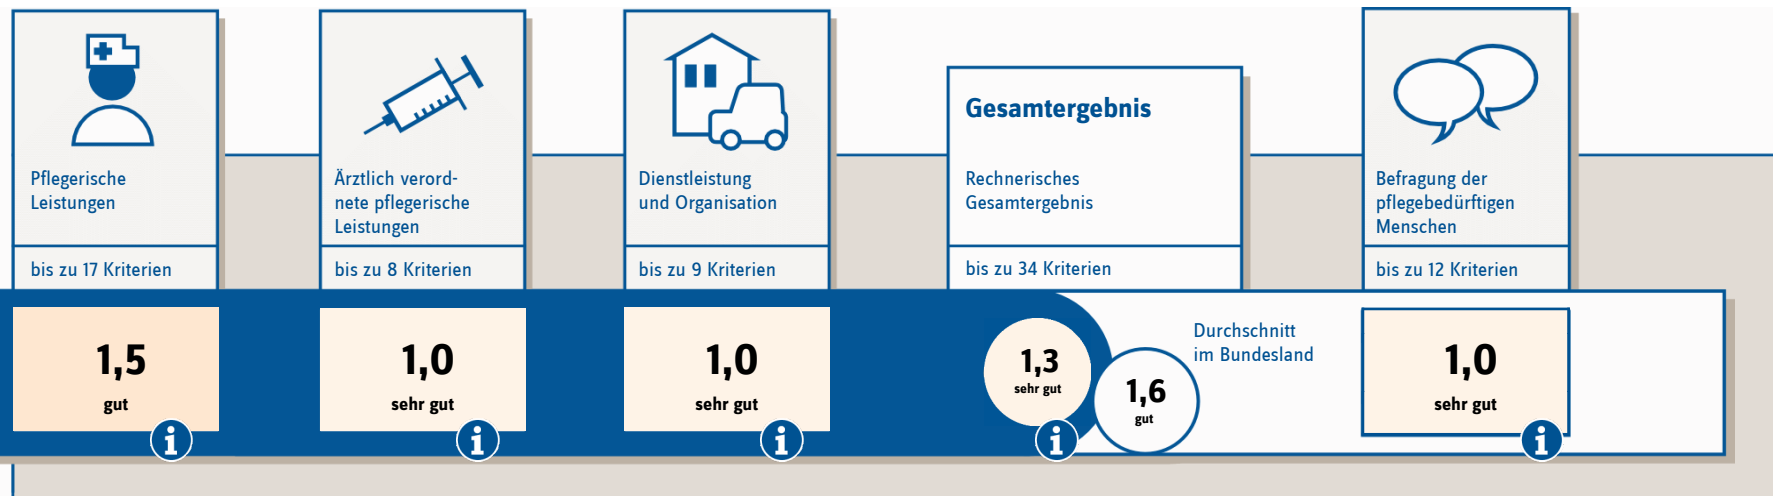 Pflegerische
Leistungen
bis zu 17 Kriterien
1,5
gut
Ärztlich verord-
nete pflegerische
Leistungen
bis zu 8 Kriterien
1,0
sehr gut
Dienstleistung
und Organisation
bis zu 9 Kriterien
1,0
sehr gut
Gesamtergebnis
Rechnerisches
Gesamtergebnis
bis zu 34 Kriterien
1,3
sehr gut
1,6
gut
Durchschnitt
im Bundesland
Befragung der
pflegebedürftigen
Menschen
bis zu 12 Kriterien
1,0
sehr gut